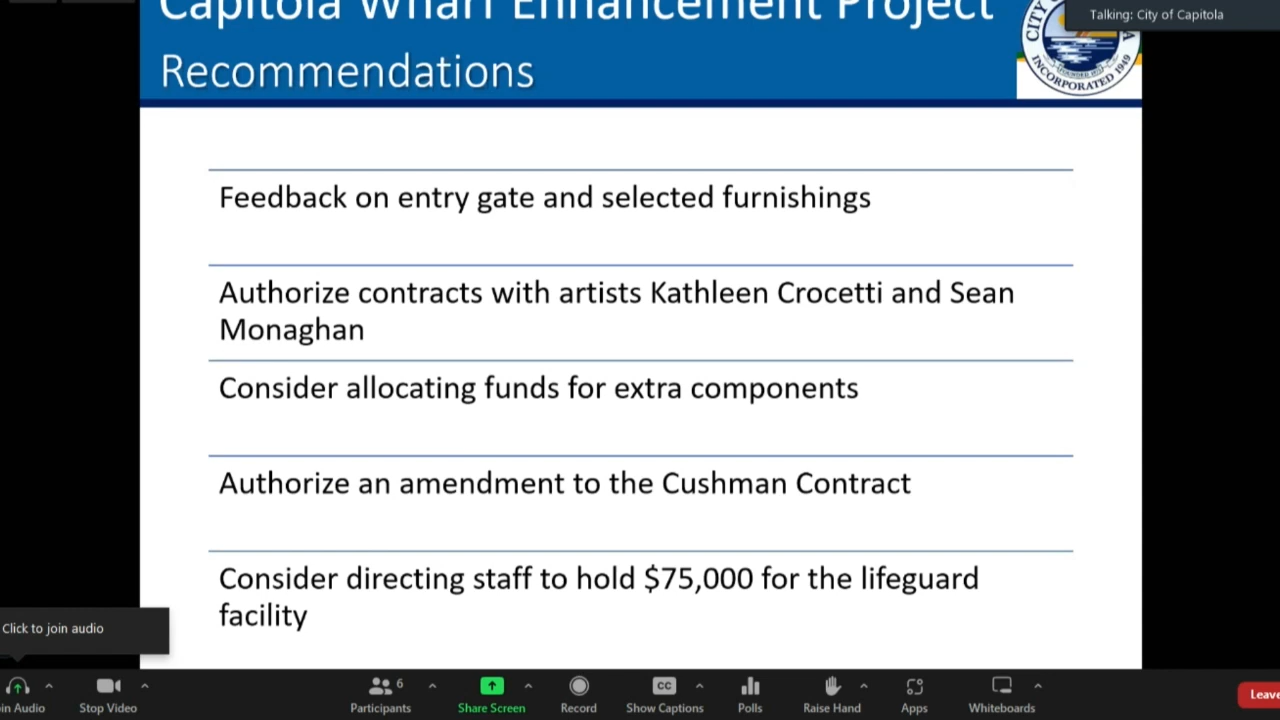 Capitola Wharf Enhancement Project
Talking: City of Capitola
CITY
A
INCORPORATED 1949
Recommendations
Feedback on entry gate and selected furnishings
Authorize contracts with artists Kathleen Crocetti and Sean
Monaghan
Consider allocating funds for extra components
Authorize an amendment to the Cushman Contract
Consider directing staff to hold $75,000 for the lifeguard
facility
Click to join audio
in Audio
Stop Video
6
Participants
Share Screen
Record
CC
Show Captions
Polls
Raise Hand
Apps
Whiteboards
Leave